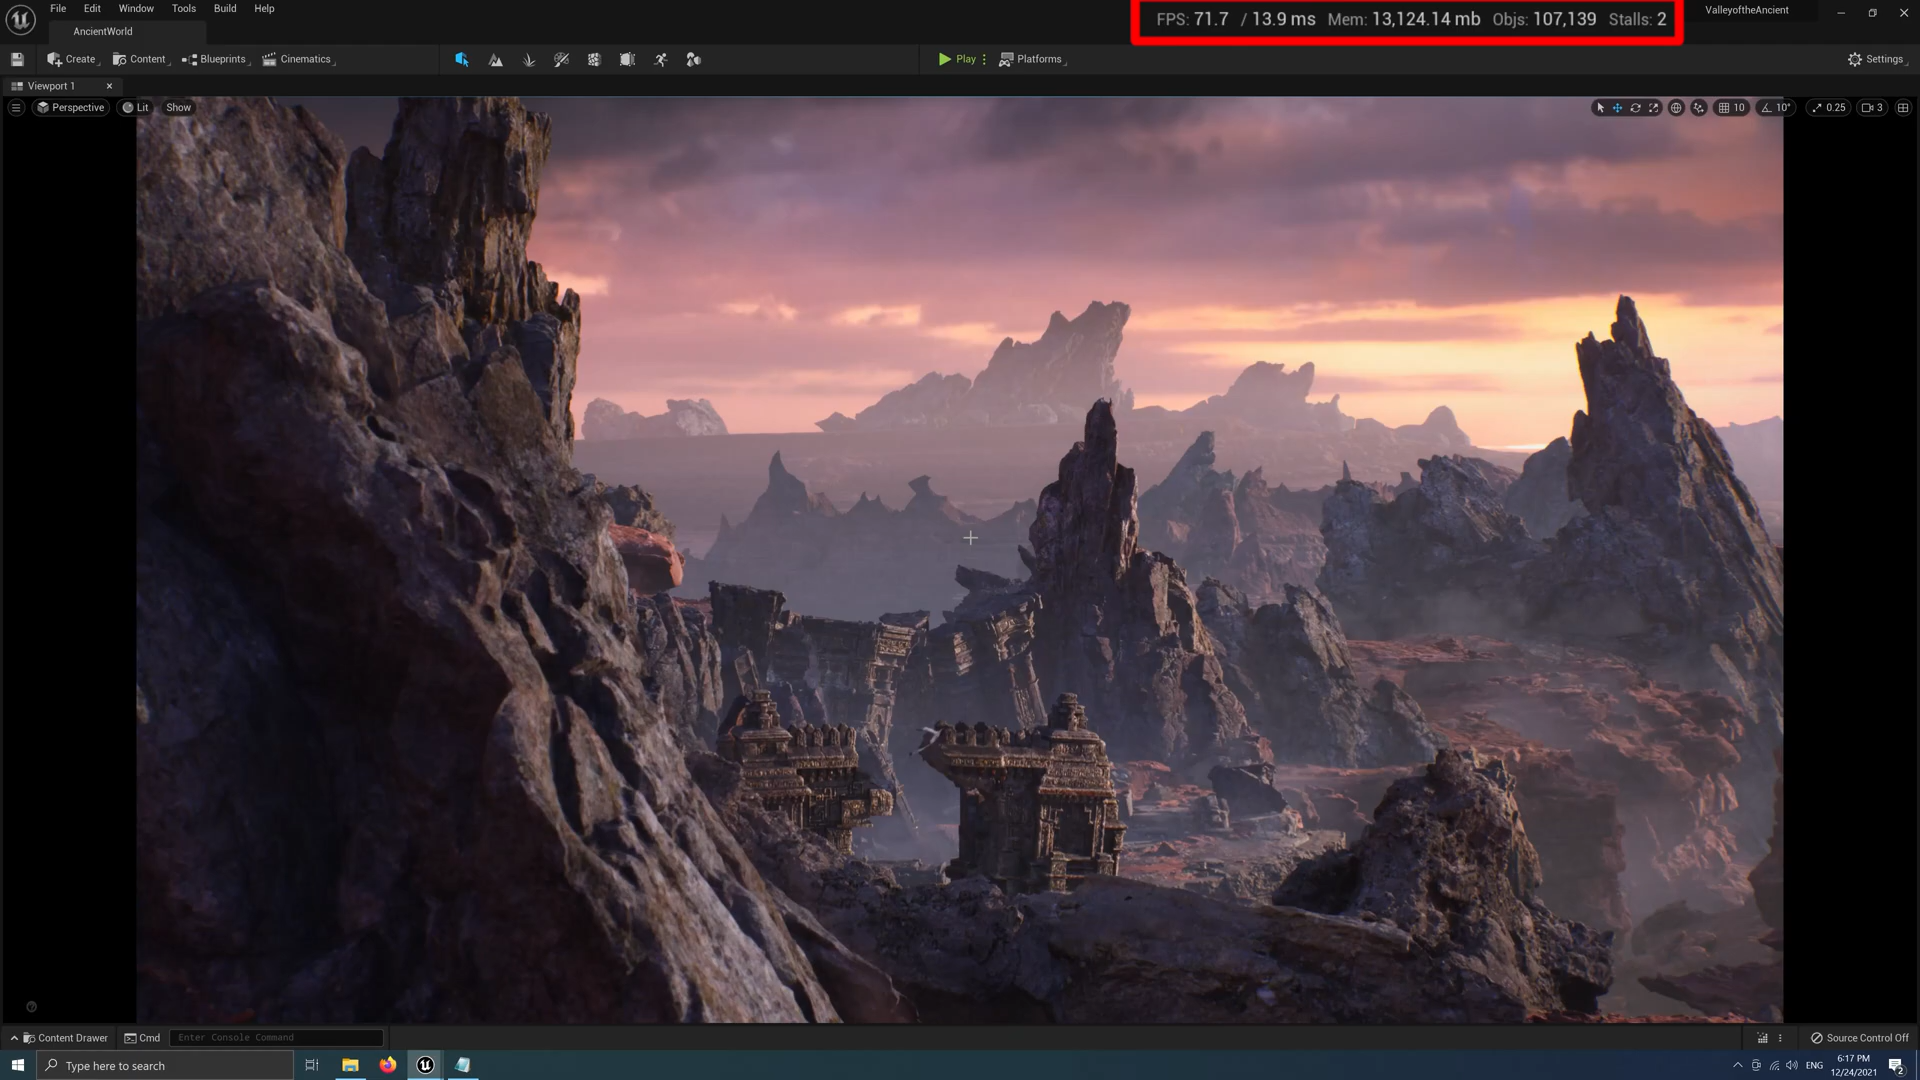 File Edit Window Tools Build Help
FPS: 71.7 / 13.9 ms Mem: 13,124.14 mb Objs: 107,139 Stalls: 2
ValleyoftheAncient
AncientWorld
Create Content Blueprints Cinematics Play Platforms Settings
Viewport 1
Perspective Lit Show 10 10° 0.25 3
Content Drawer Cmd Enter Console Command Source Control Off
Type here to search ENG 6:17 PM
12/24/2021 2